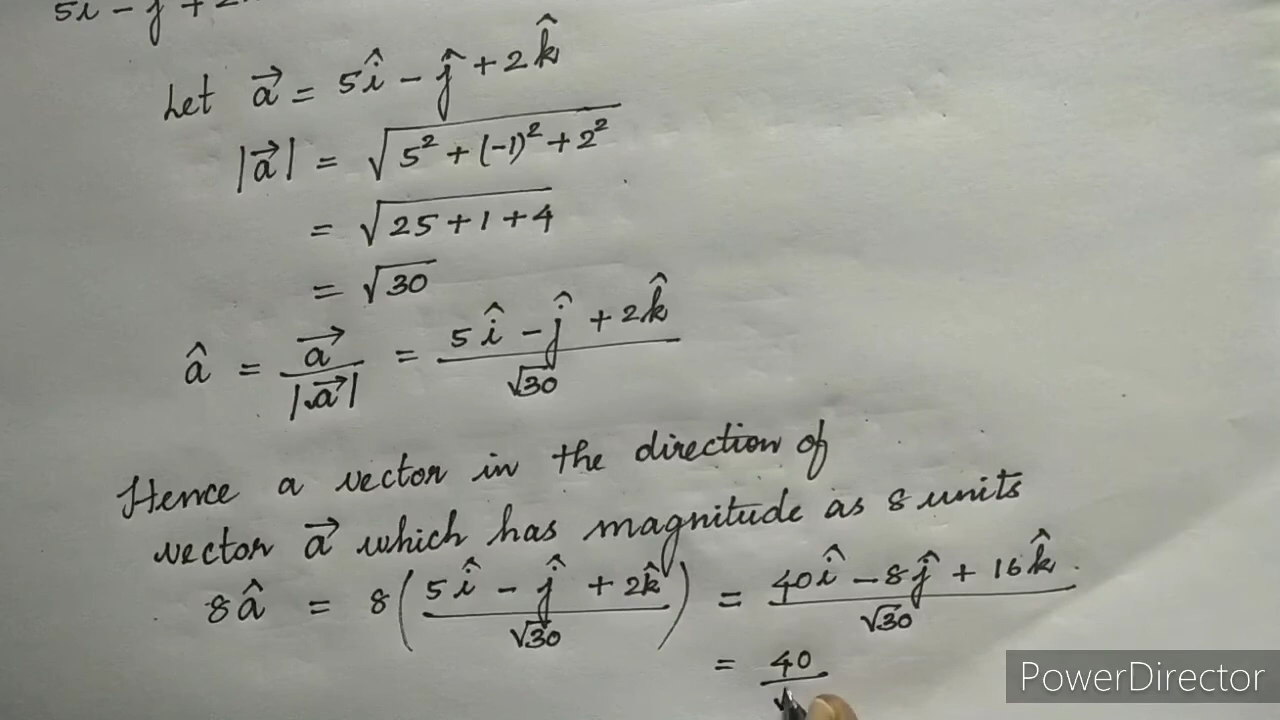 5i - j + 2
Let a⃗ = 5î - ĵ + 2k̂
|a⃗| = √(5² + (-1)² + 2²)
= √(25 + 1 + 4)
= √30
â = a⃗/|a⃗| = (5î - ĵ + 2k̂)/√30
Hence a vector in the direction of
vector a⃗ which has magnitude as 8 units
8â = 8((5î - ĵ + 2k̂)/√30) = (40î - 8ĵ + 16k̂)/√30.
= 40/√
PowerDirector